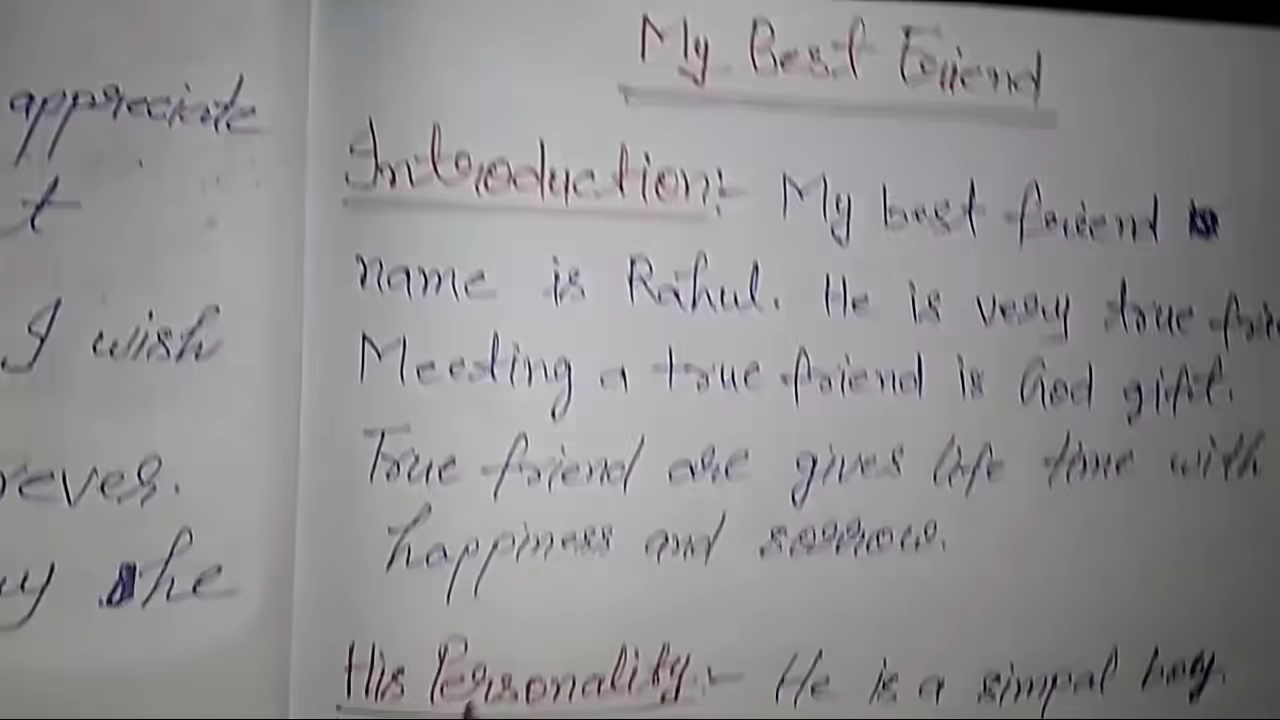 appreciate
t
I wish
reves.
y she
My Best Friend
Introduction:- My best friend
name is Rahul. He is very true frie
Meeting a true friend is God gift.
True friend are gives life time with
happiness and sorrow.
His Personality:- He is a simpal boy.